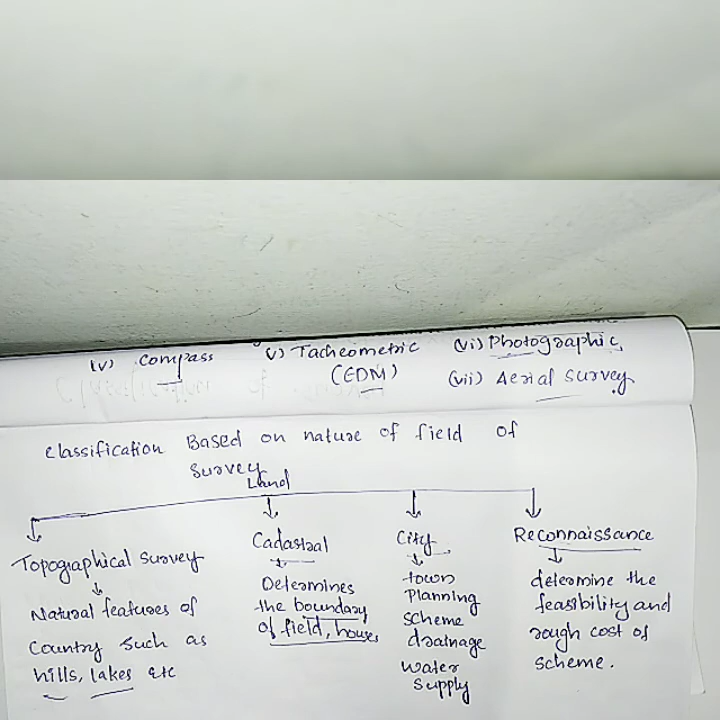 (iv) Compass (v) Tacheometric (vi) Photographic,
(EDM) (vii) Aerial survey
classification Based on nature of field of
survey
Land
Topographical survey
Natural features of
Country such as
hills, lakes etc
Cadastral
Determines
the boundary
of field, houses
City
town
Planning
scheme
drainage
water
supply
Reconnaissance
determine the
feasibility and
rough cost of
scheme.